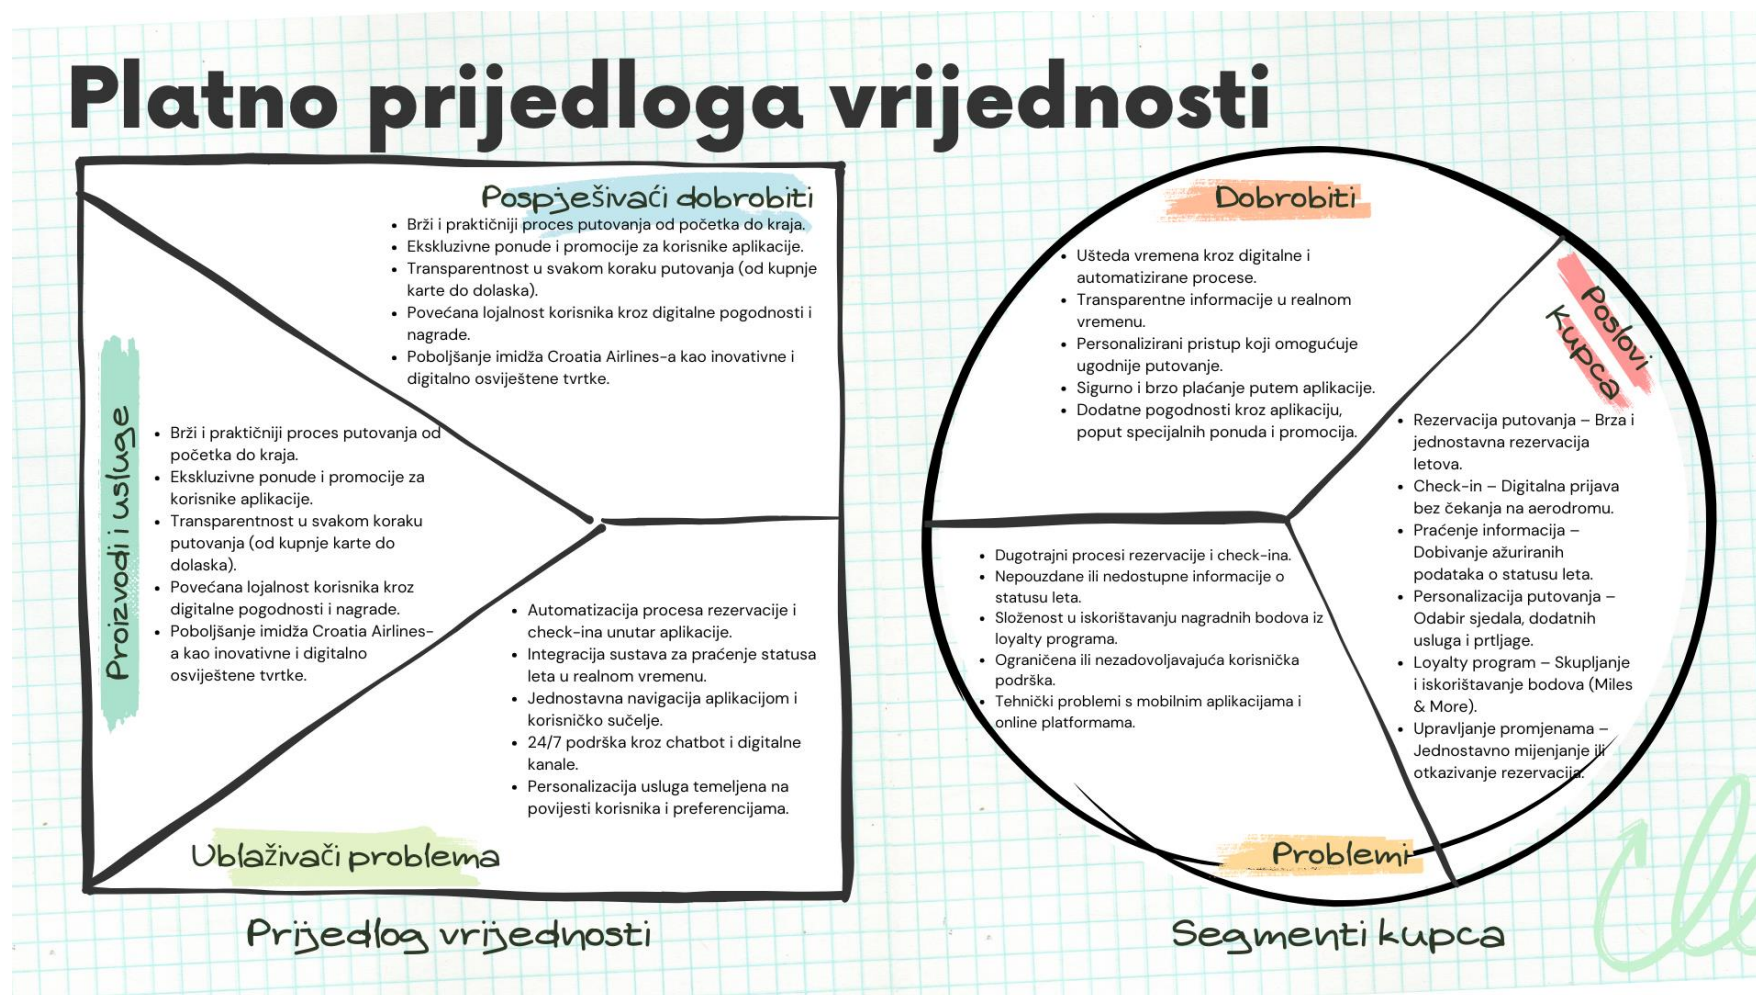 Platno prijedloga vrijednosti
Pospješivaći dobrobiti
• Brži i praktičniji proces putovanja od početka do kraja.
• Ekskluzivne ponude i promocije za korisnike aplikacije.
• Transparentnost u svakom koraku putovanja (od kupnje
karte do dolaska).
• Povećana lojalnost korisnika kroz digitalne pogodnosti i
nagrade.
• Poboljšanje imidža Croatia Airlines-a kao inovativne i
digitalno osviještene tvrtke.
Proizvodi i usluge
• Brži i praktičniji proces putovanja od
početka do kraja.
• Ekskluzivne ponude i promocije za
korisnike aplikacije.
• Transparentnost u svakom koraku
putovanja (od kupnje karte do
dolaska).
• Povećana lojalnost korisnika kroz
digitalne pogodnosti i nagrade.
• Poboljšanje imidža Croatia Airlines-
a kao inovativne i digitalno
osviještene tvrtke.
• Automatizacija procesa rezervacije i
check-ina unutar aplikacije.
• Integracija sustava za praćenje statusa
leta u realnom vremenu.
• Jednostavna navigacija aplikacijom i
korisničko sučelje.
• 24/7 podrška kroz chatbot i digitalne
kanale.
• Personalizacija usluga temeljena na
povijesti korisnika i preferencijama.
Ublaživači problema
Prijedlog vrijednosti
Dobrobiti
• Ušteda vremena kroz digitalne i
automatizirane procese.
• Transparentne informacije u realnom
vremenu.
• Personalizirani pristup koji omogućuje
ugodnije putovanje.
• Sigurno i brzo plaćanje putem aplikacije.
• Dodatne pogodnosti kroz aplikaciju,
poput specijalnih ponuda i promocija.
Poslovi
kupca
• Rezervacija putovanja – Brza i
jednostavna rezervacija
letova.
• Check-in – Digitalna prijava
bez čekanja na aerodromu.
• Praćenje informacija –
Dobivanje ažuriranih
podataka o statusu leta.
• Personalizacija putovanja –
Odabir sjedala, dodatnih
usluga i prtljage.
• Loyalty program – Skupljanje
i iskorištavanje bodova (Miles
& More).
• Upravljanje promjenama –
Jednostavno mijenjanje ili
otkazivanje rezervacija.
• Dugotrajni procesi rezervacije i check-ina.
• Nepouzdane ili nedostupne informacije o
statusu leta.
• Složenost u iskorištavanju nagradnih bodova iz
loyalty programa.
• Ograničena ili nezadovoljavajuća korisnička
podrška.
• Tehnički problemi s mobilnim aplikacijama i
online platformama.
Problemi
Segmenti kupca